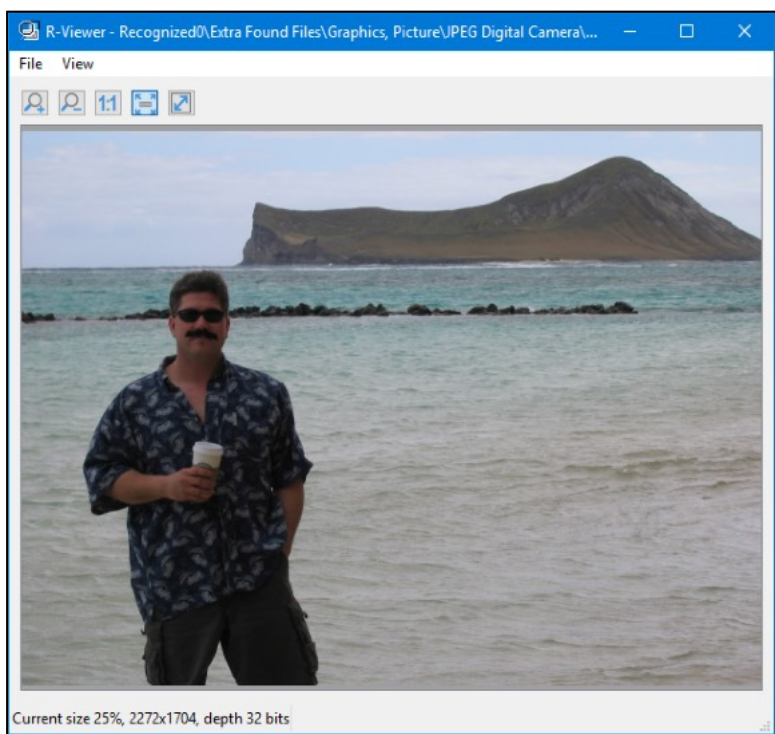 R-Viewer - Recognized0\Extra Found Files\Graphics, Picture\JPEG Digital Camera\...
File View
1:1
Current size 25%, 2272x1704, depth 32 bits